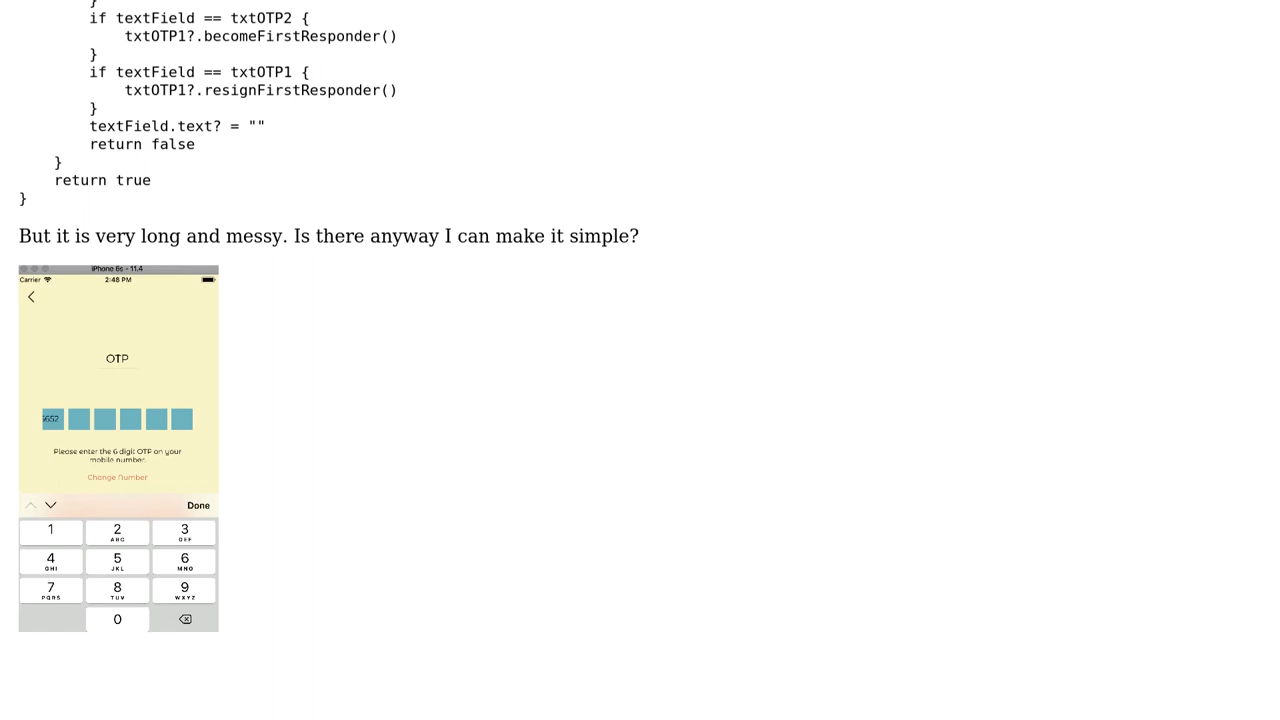 }
if textField == txtOTP2 {
txtOTP1?.becomeFirstResponder()
}
if textField == txtOTP1 {
txtOTP1?.resignFirstResponder()
}
textField.text? = ""
return false
}
return true
}
But it is very long and messy. Is there anyway I can make it simple?
iPhone 6s - 11.4
Carrier 2:48 PM
OTP
5652
Please enter the 6 digit OTP on your
mobile number.
Change Number
Done
1 2 3
ABC DEF
4 5 6
GHI JKL MNO
7 8 9
PQRS TUV WXYZ
0